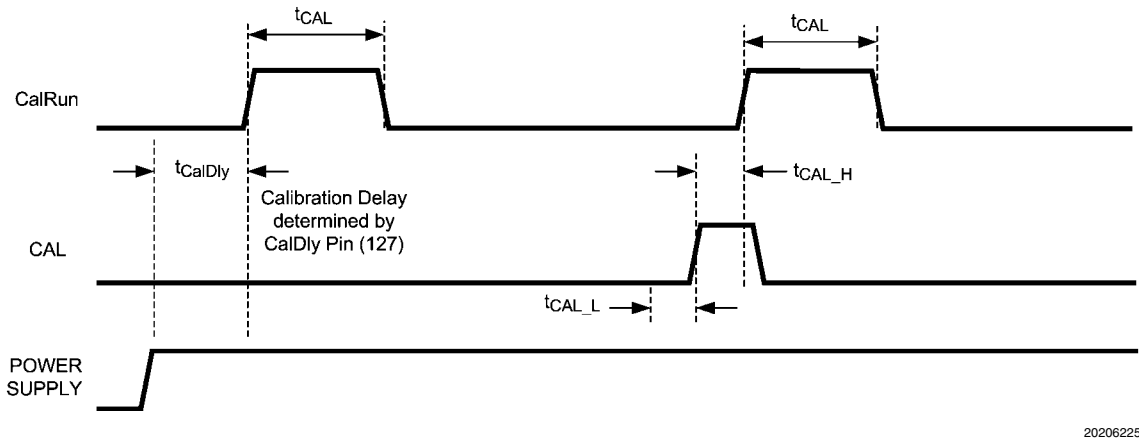 tCAL
tCAL
CalRun
tCalDly
tCAL_H
Calibration Delay
determined by
CalDly Pin (127)
CAL
tCAL_L
POWER
SUPPLY
20206225